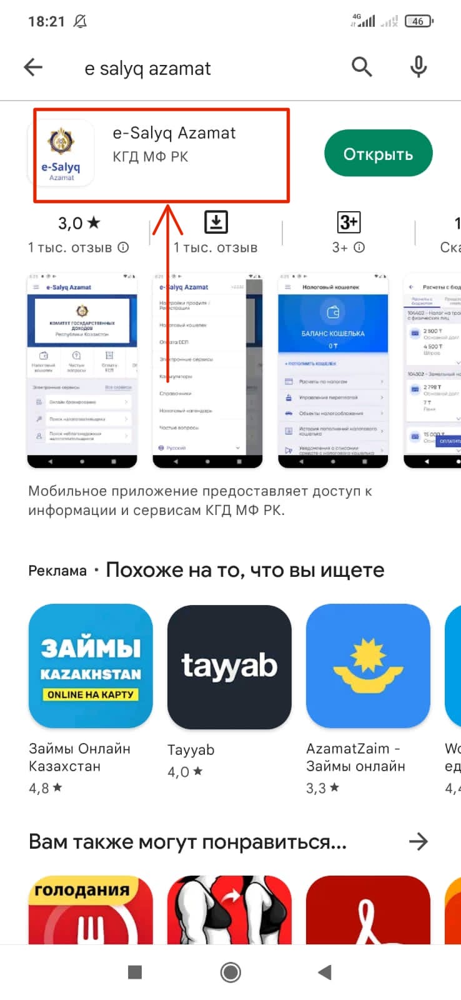 18:21
4G
46
e salyq azamat
e-Salyq Azamat
КГД МФ РК
e-Salyq
Azamat
Открыть
3,0 ★
1 тыс. отзыв
1 тыс. отзыв
3+
3+
1
Ска
e-Salyq Azamat
КОМИТЕТ ГОСУДАРСТВЕННЫХ
ДОХОДОВ
Республики Казахстан
Налоговый
кошелек
Частые
вопросы
Оплата
ЕСП
Электронные сервисы
Все сервисы
Онлайн бронирование
Поиск налогоплательщика
Поиск неблагонадежных
налогоплательщиков
e-Salyq Azamat
Настройки профиля
Регистрация
Налоговый кошелек
Оплата ЕСП
Электронные сервисы
Калькуляторы
Справочники
Налоговый календарь
Частые вопросы
Русский
Налоговый кошелек
БАЛАНС КОШЕЛЬКА
0 ₸
+ ПОПОЛНИТЬ КОШЕЛЕК
Расчеты по налогам
Управление переплатой
Объекты налогообложения
История пополнений налогового
кошелька
Уведомления о списании
средств с налогового кошелька
Расчеты с бюд
Расчеты с
бюджетом
104402 - Налог на тра
с физических лиц
2 500 ₸
Основной долг
4 500 ₸
Штраф
104302 - Земельный на
2 798 ₸
Основной долг
7 ₸
Пеня
15 000 ₸
ОПЛАТИТЬ
Мобильное приложение предоставляет доступ к
информации и сервисам КГД МФ РК.
Реклама • Похоже на то, что вы ищете
ЗАЙМЫ
KAZAKHSTAN
ONLINE НА КАРТУ
tayyab
Займы Онлайн
Казахстан
4,8 ★
Tayyab
4,0 ★
AzamatZaim -
Займы онлайн
3,3 ★
Wo
ед
4,4
Вам также могут понравиться...
голодания